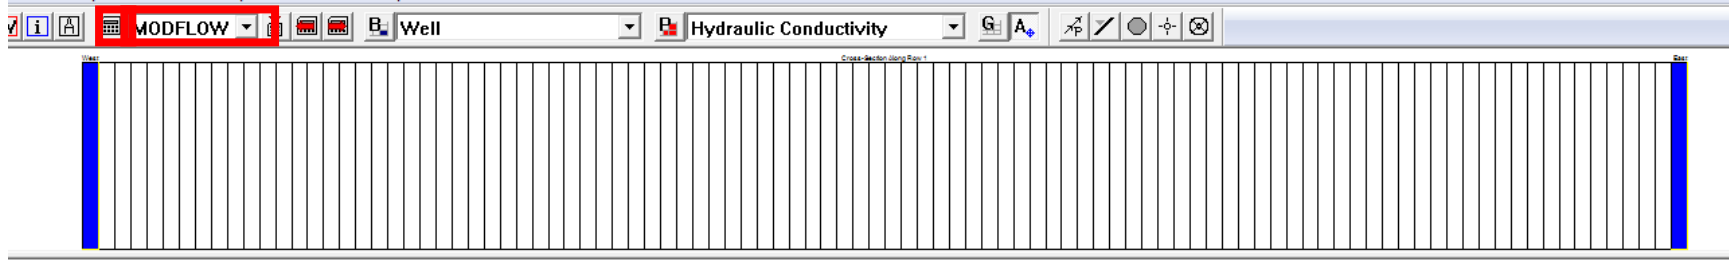 i A MODFLOW B Well P Hydraulic Conductivity G A P
West Cross-Section Along Row 1 East